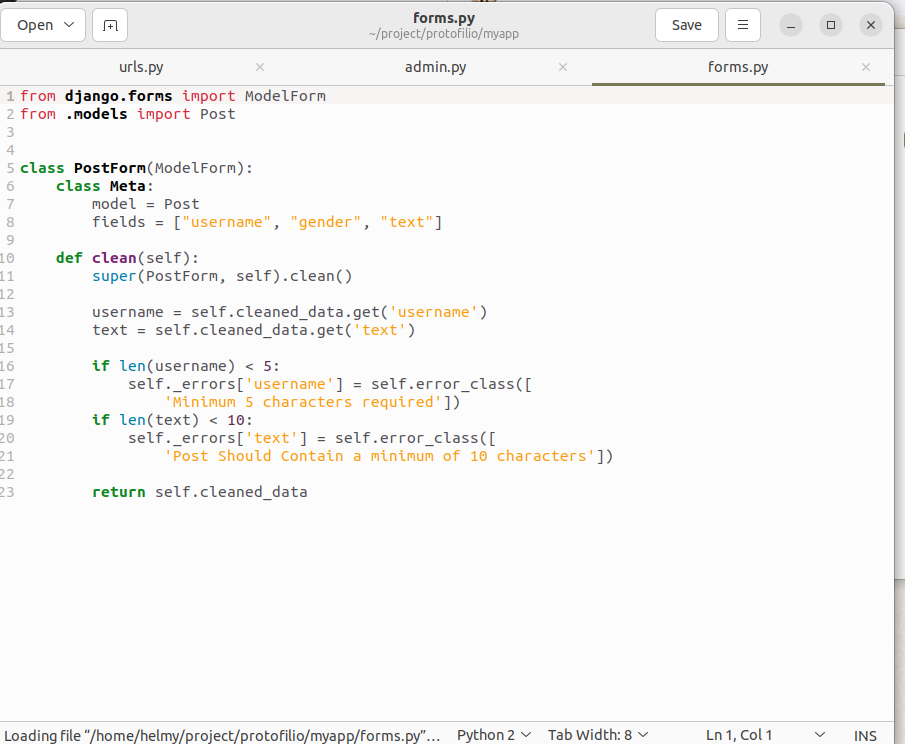 Open
forms.py
~/project/protofilio/myapp
Save
urls.py
admin.py
forms.py
1 from django.forms import ModelForm
2 from .models import Post
3
4
5 class PostForm(ModelForm):
6     class Meta:
7         model = Post
8         fields = ["username", "gender", "text"]
9
10     def clean(self):
11         super(PostForm, self).clean()
12
13         username = self.cleaned_data.get('username')
14         text = self.cleaned_data.get('text')
15
16         if len(username) < 5:
17             self._errors['username'] = self.error_class([
18                 'Minimum 5 characters required'])
19         if len(text) < 10:
20             self._errors['text'] = self.error_class([
21                 'Post Should Contain a minimum of 10 characters'])
22
23         return self.cleaned_data
Loading file “/home/helmy/project/protofilio/myapp/forms.py”… Python 2 Tab Width: 8 Ln 1, Col 1 INS